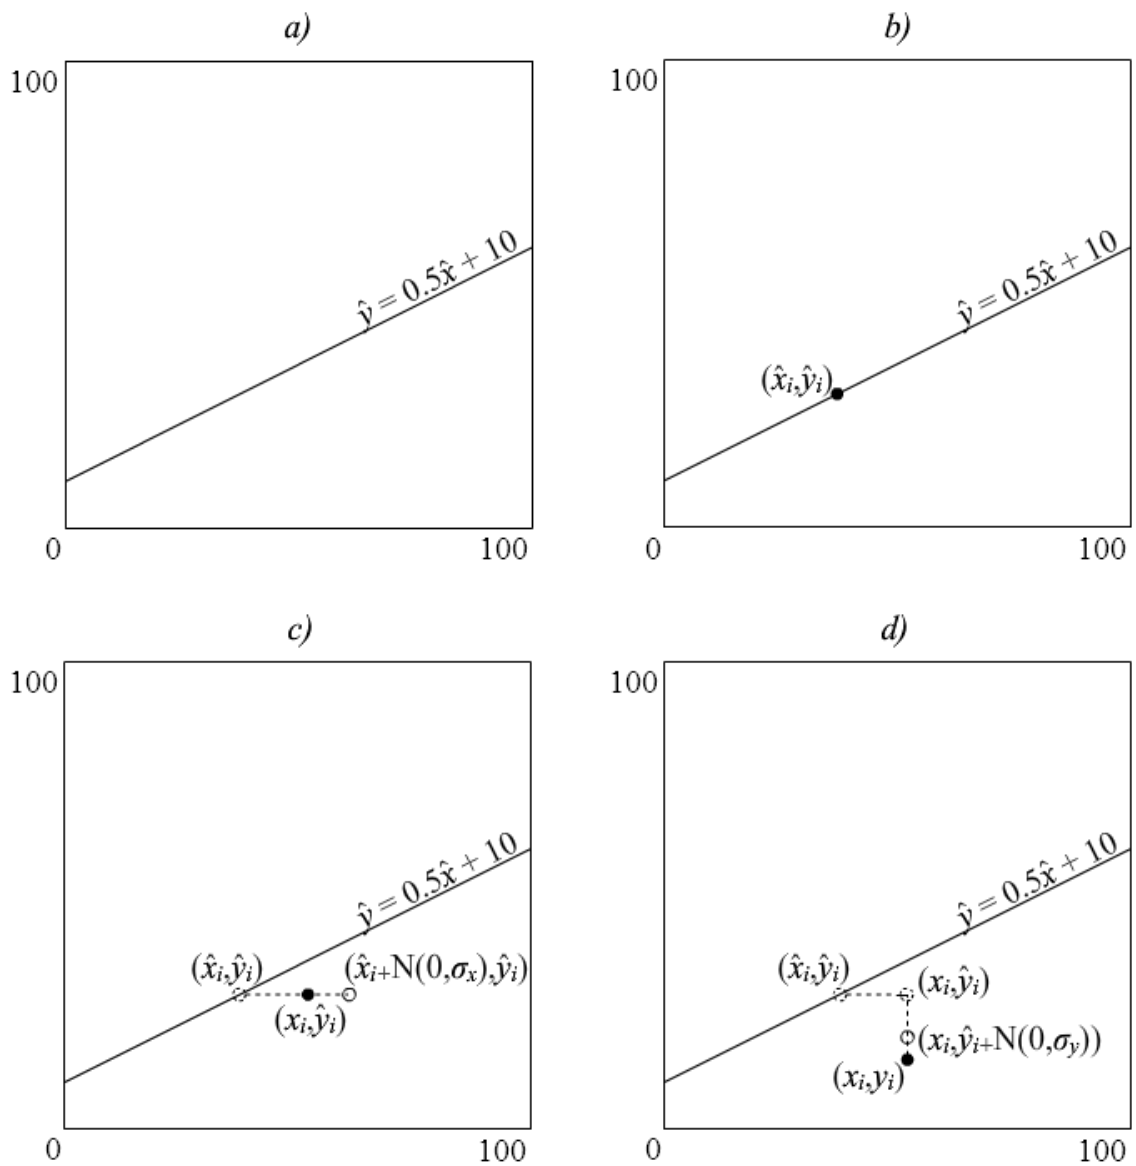 a)
100
ŷ = 0.5x̂ + 10
0
100
b)
100
ŷ = 0.5x̂ + 10
(x̂ᵢ,ŷᵢ)
0
100
c)
100
ŷ = 0.5x̂ + 10
(x̂ᵢ,ŷᵢ)
(x̂ᵢ₊N(0,σₓ),ŷᵢ)
(xᵢ,ŷᵢ)
0
100
d)
100
ŷ = 0.5x̂ + 10
(x̂ᵢ,ŷᵢ)
(xᵢ,ŷᵢ)
(xᵢ,ŷᵢ₊N(0,σ_y))
(xᵢ,yᵢ)
0
100